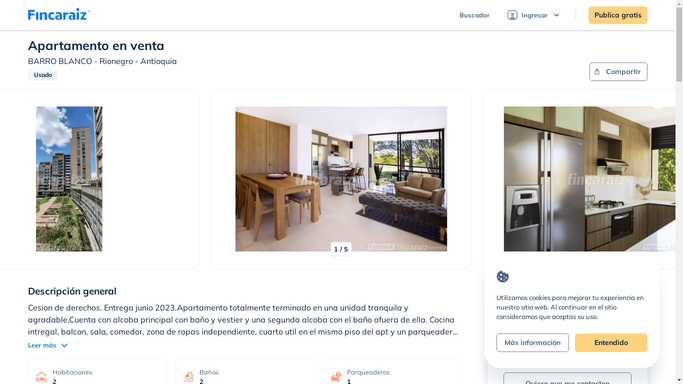 Fincaraiz
Buscador
Ingresar
Publica gratis
Apartamento en venta
BARRO BLANCO - Rionegro - Antioquia
Usado
Compartir
fincaraiz
fincaraiz
1 / 5
Descripción general
Cesion de derechos. Entrega junio 2023.Apartamento totalmente terminado en una unidad tranquila y
agradable.Cuenta con alcoba principal con baño y vestier y una segunda alcoba con el baño afuera de ella. Cocina
integral, balcon, sala, comedor, zona de ropas independiente, cuarto util en el mismo piso del apt y un parqueader...
Leer más
Habitaciones
2
Baños
2
Parqueaderos
1
Utilizamos cookies para mejorar tu experiencia en
nuestro sitio web. Al continuar en el sitio
consideramos que aceptas su uso.
Más información
Entendido
Quiero que me contacten